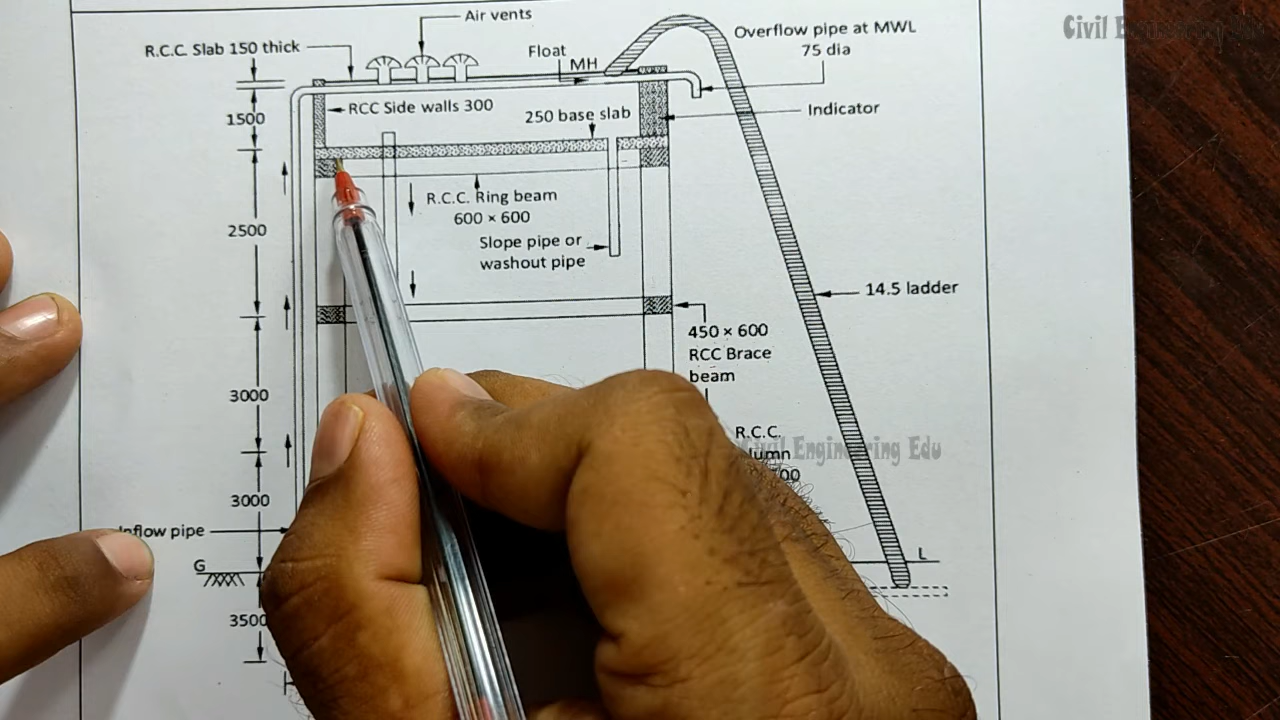 Civil Engineering Edu
Air vents
R.C.C. Slab 150 thick
Float
MH
Overflow pipe at MWL
75 dia
RCC Side walls 300
1500
250 base slab
Indicator
R.C.C. Ring beam
600 × 600
2500
Slope pipe or
washout pipe
14.5 ladder
450 × 600
RCC Brace
beam
3000
R.C.C.
Civil Engineering Edu
3000
pipe
G
L
3500